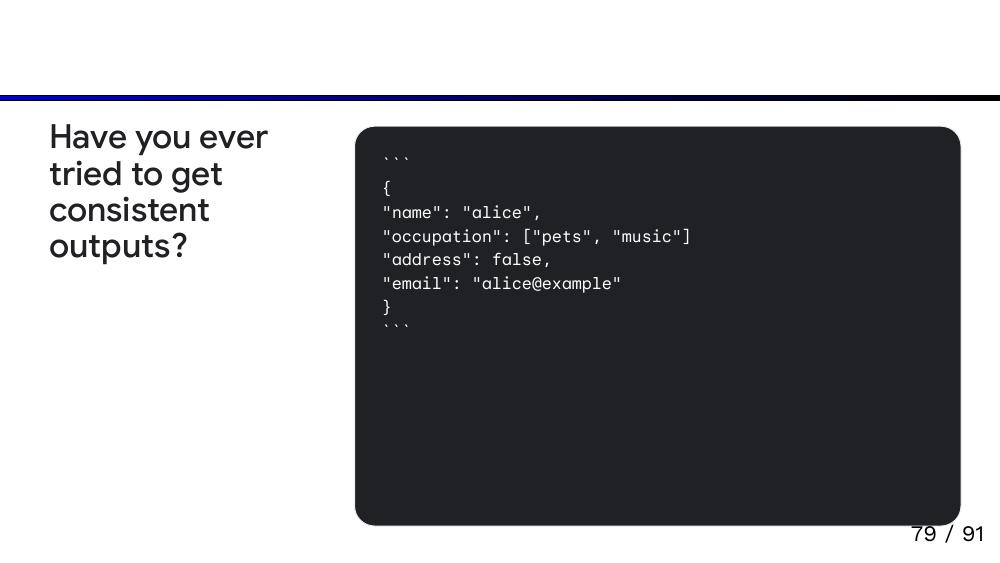 Have you ever
tried to get
consistent
outputs?
```
{
"name": "alice",
"occupation": ["pets", "music"]
"address": false,
"email": "alice@example"
}
```
79 / 91